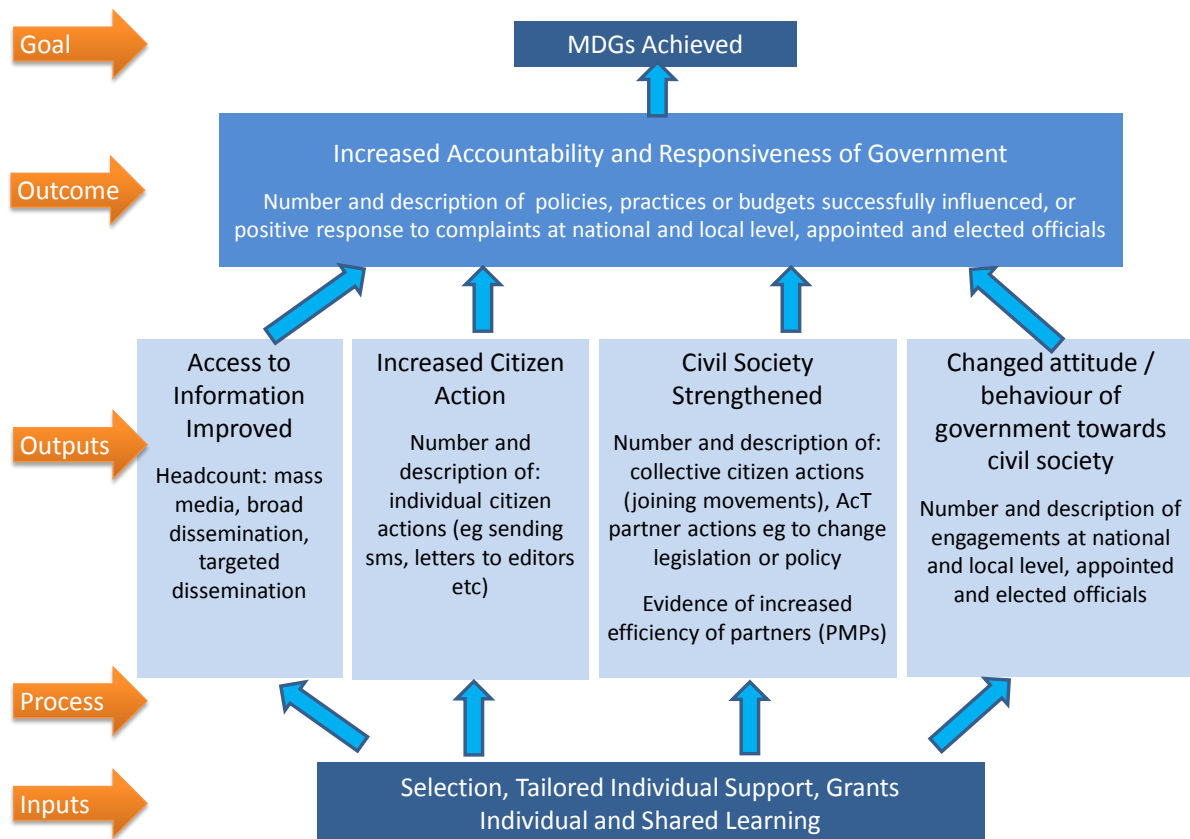 Goal
MDGs Achieved
Outcome
Increased Accountability and Responsiveness of Government
Number and description of policies, practices or budgets successfully influenced, or
positive response to complaints at national and local level, appointed and elected officials
Outputs
Access to
Information
Improved
Headcount: mass
media, broad
dissemination,
targeted
dissemination
Increased Citizen
Action
Number and
description of:
individual citizen
actions (eg sending
sms, letters to editors
etc)
Civil Society
Strengthened
Number and description of:
collective citizen actions
(joining movements), AcT
partner actions eg to change
legislation or policy
Evidence of increased
efficiency of partners (PMPs)
Changed attitude /
behaviour of
government towards
civil society
Number and description of
engagements at national
and local level, appointed
and elected officials
Process
Inputs
Selection, Tailored Individual Support, Grants
Individual and Shared Learning